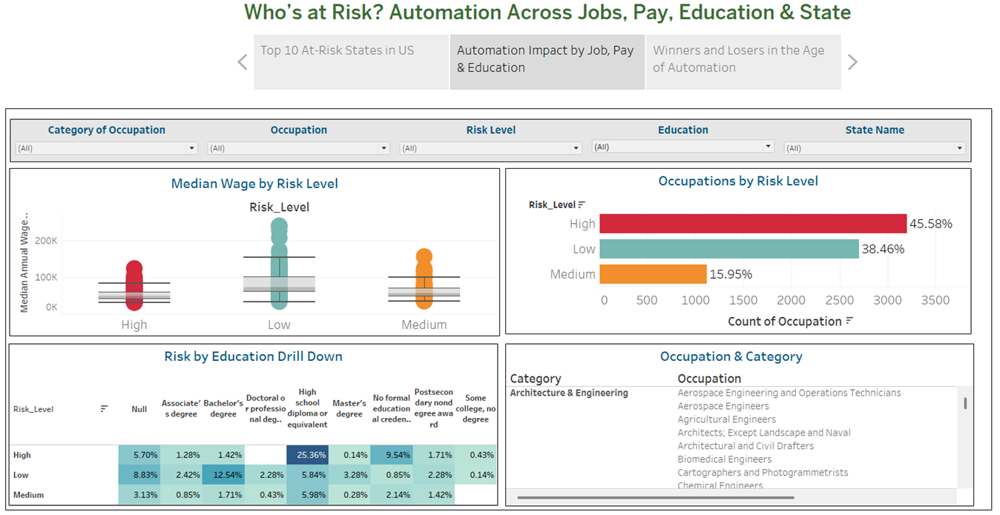 Who's at Risk? Automation Across Jobs, Pay, Education & State
Top 10 At-Risk States in US
Automation Impact by Job, Pay
& Education
Winners and Losers in the Age
of Automation
Category of Occupation
Occupation
Risk Level
Education
State Name
(All)
(All)
(All)
(All)
(All)
Median Wage by Risk Level
Risk_Level
Median Annual Wage..
200K
100K
0K
High
Low
Medium
Occupations by Risk Level
Risk_Level
High
45.58%
Low
38.46%
Medium
15.95%
0 500 1000 1500 2000 2500 3000 3500
Count of Occupation
Risk by Education Drill Down
Risk_Level
Null
Associate'
s degree
Bachelor's
degree
Doctoral o
r professio
nal deg..
High
school
diploma or
equivalent
Master's
degree
No formal
education
al creden..
Postsecon
dary nond
egree awa
rd
Some
college, no
degree
High 5.70% 1.28% 1.42% 25.36% 0.14% 9.54% 1.71% 0.43%
Low 8.83% 2.42% 12.54% 2.28% 5.84% 3.28% 0.85% 2.28% 0.14%
Medium 3.13% 0.85% 1.71% 0.43% 5.98% 0.28% 2.14% 1.42%
Occupation & Category
Category
Occupation
Architecture & Engineering
Aerospace Engineering and Operations Technicians
Aerospace Engineers
Agricultural Engineers
Architects; Except Landscape and Naval
Architectural and Civil Drafters
Biomedical Engineers
Cartographers and Photogrammetrists
Chemical Engineers